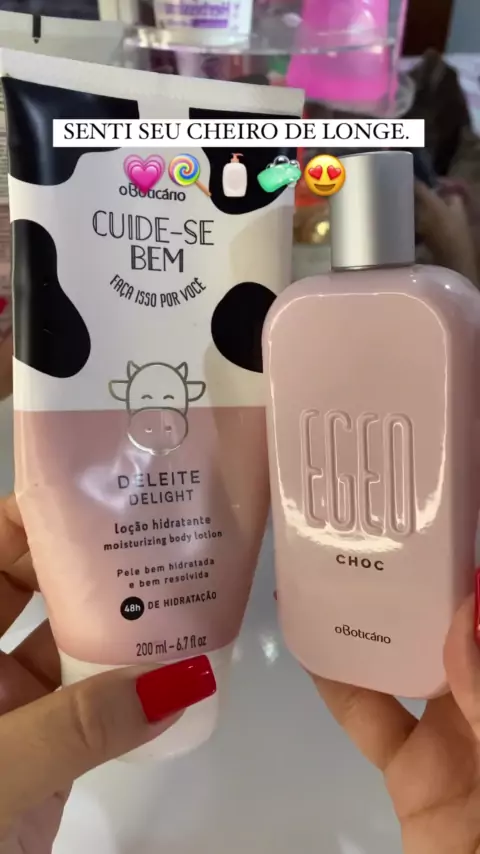 SENTI SEU CHEIRO DE LONGE.
oBoticário
CUIDE-SE
BEM
FAÇA ISSO POR VOCÊ
DELEITE
DELIGHT
loção hidratante
moisturizing body lotion
Pele bem hidratada
e bem resolvida
48h DE HIDRATAÇÃO
200 ml – 6.7 fl oz
EGEO
CHOC
oBoticário